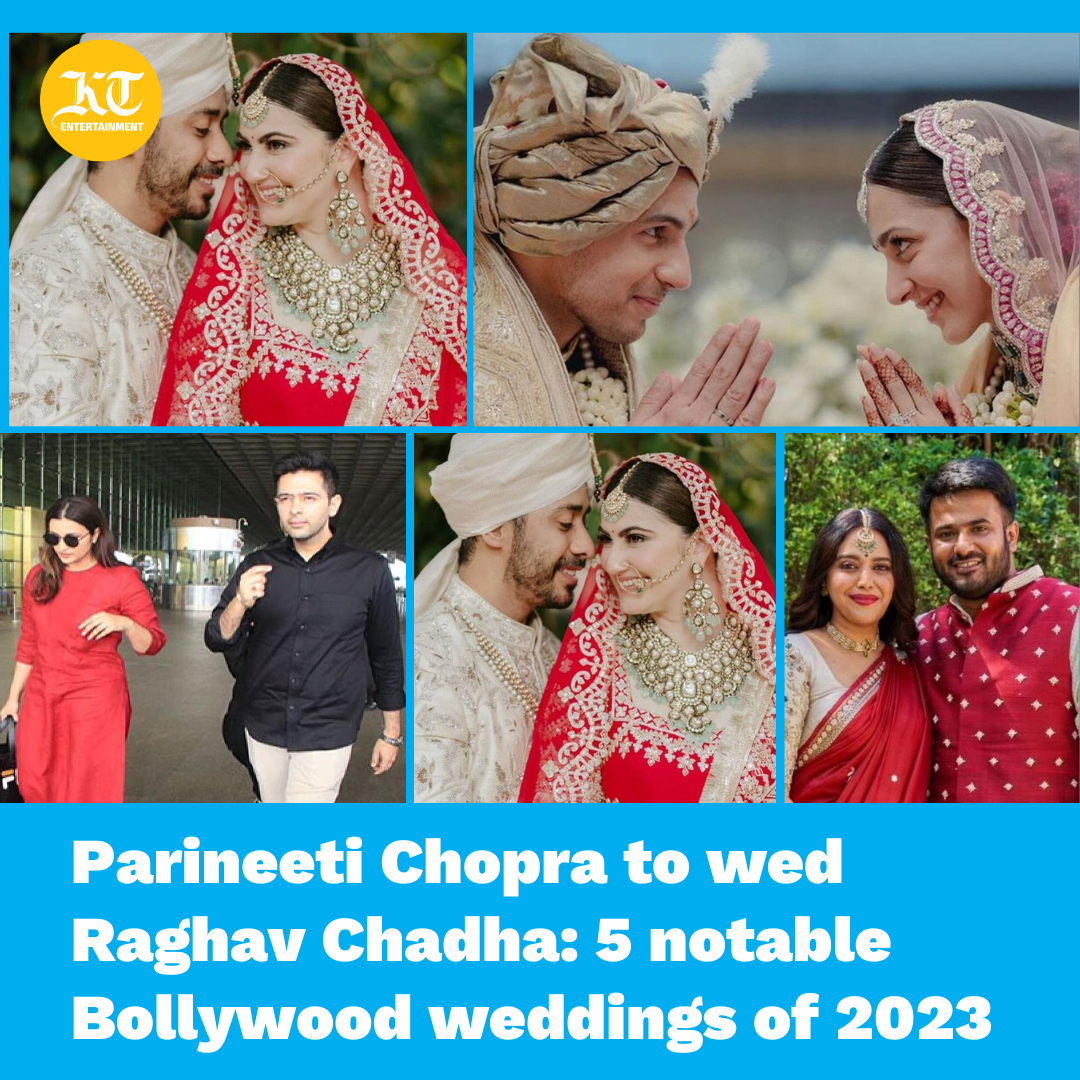 KT
ENTERTAINMENT
Parineeti Chopra to wed
Raghav Chadha: 5 notable
Bollywood weddings of 2023